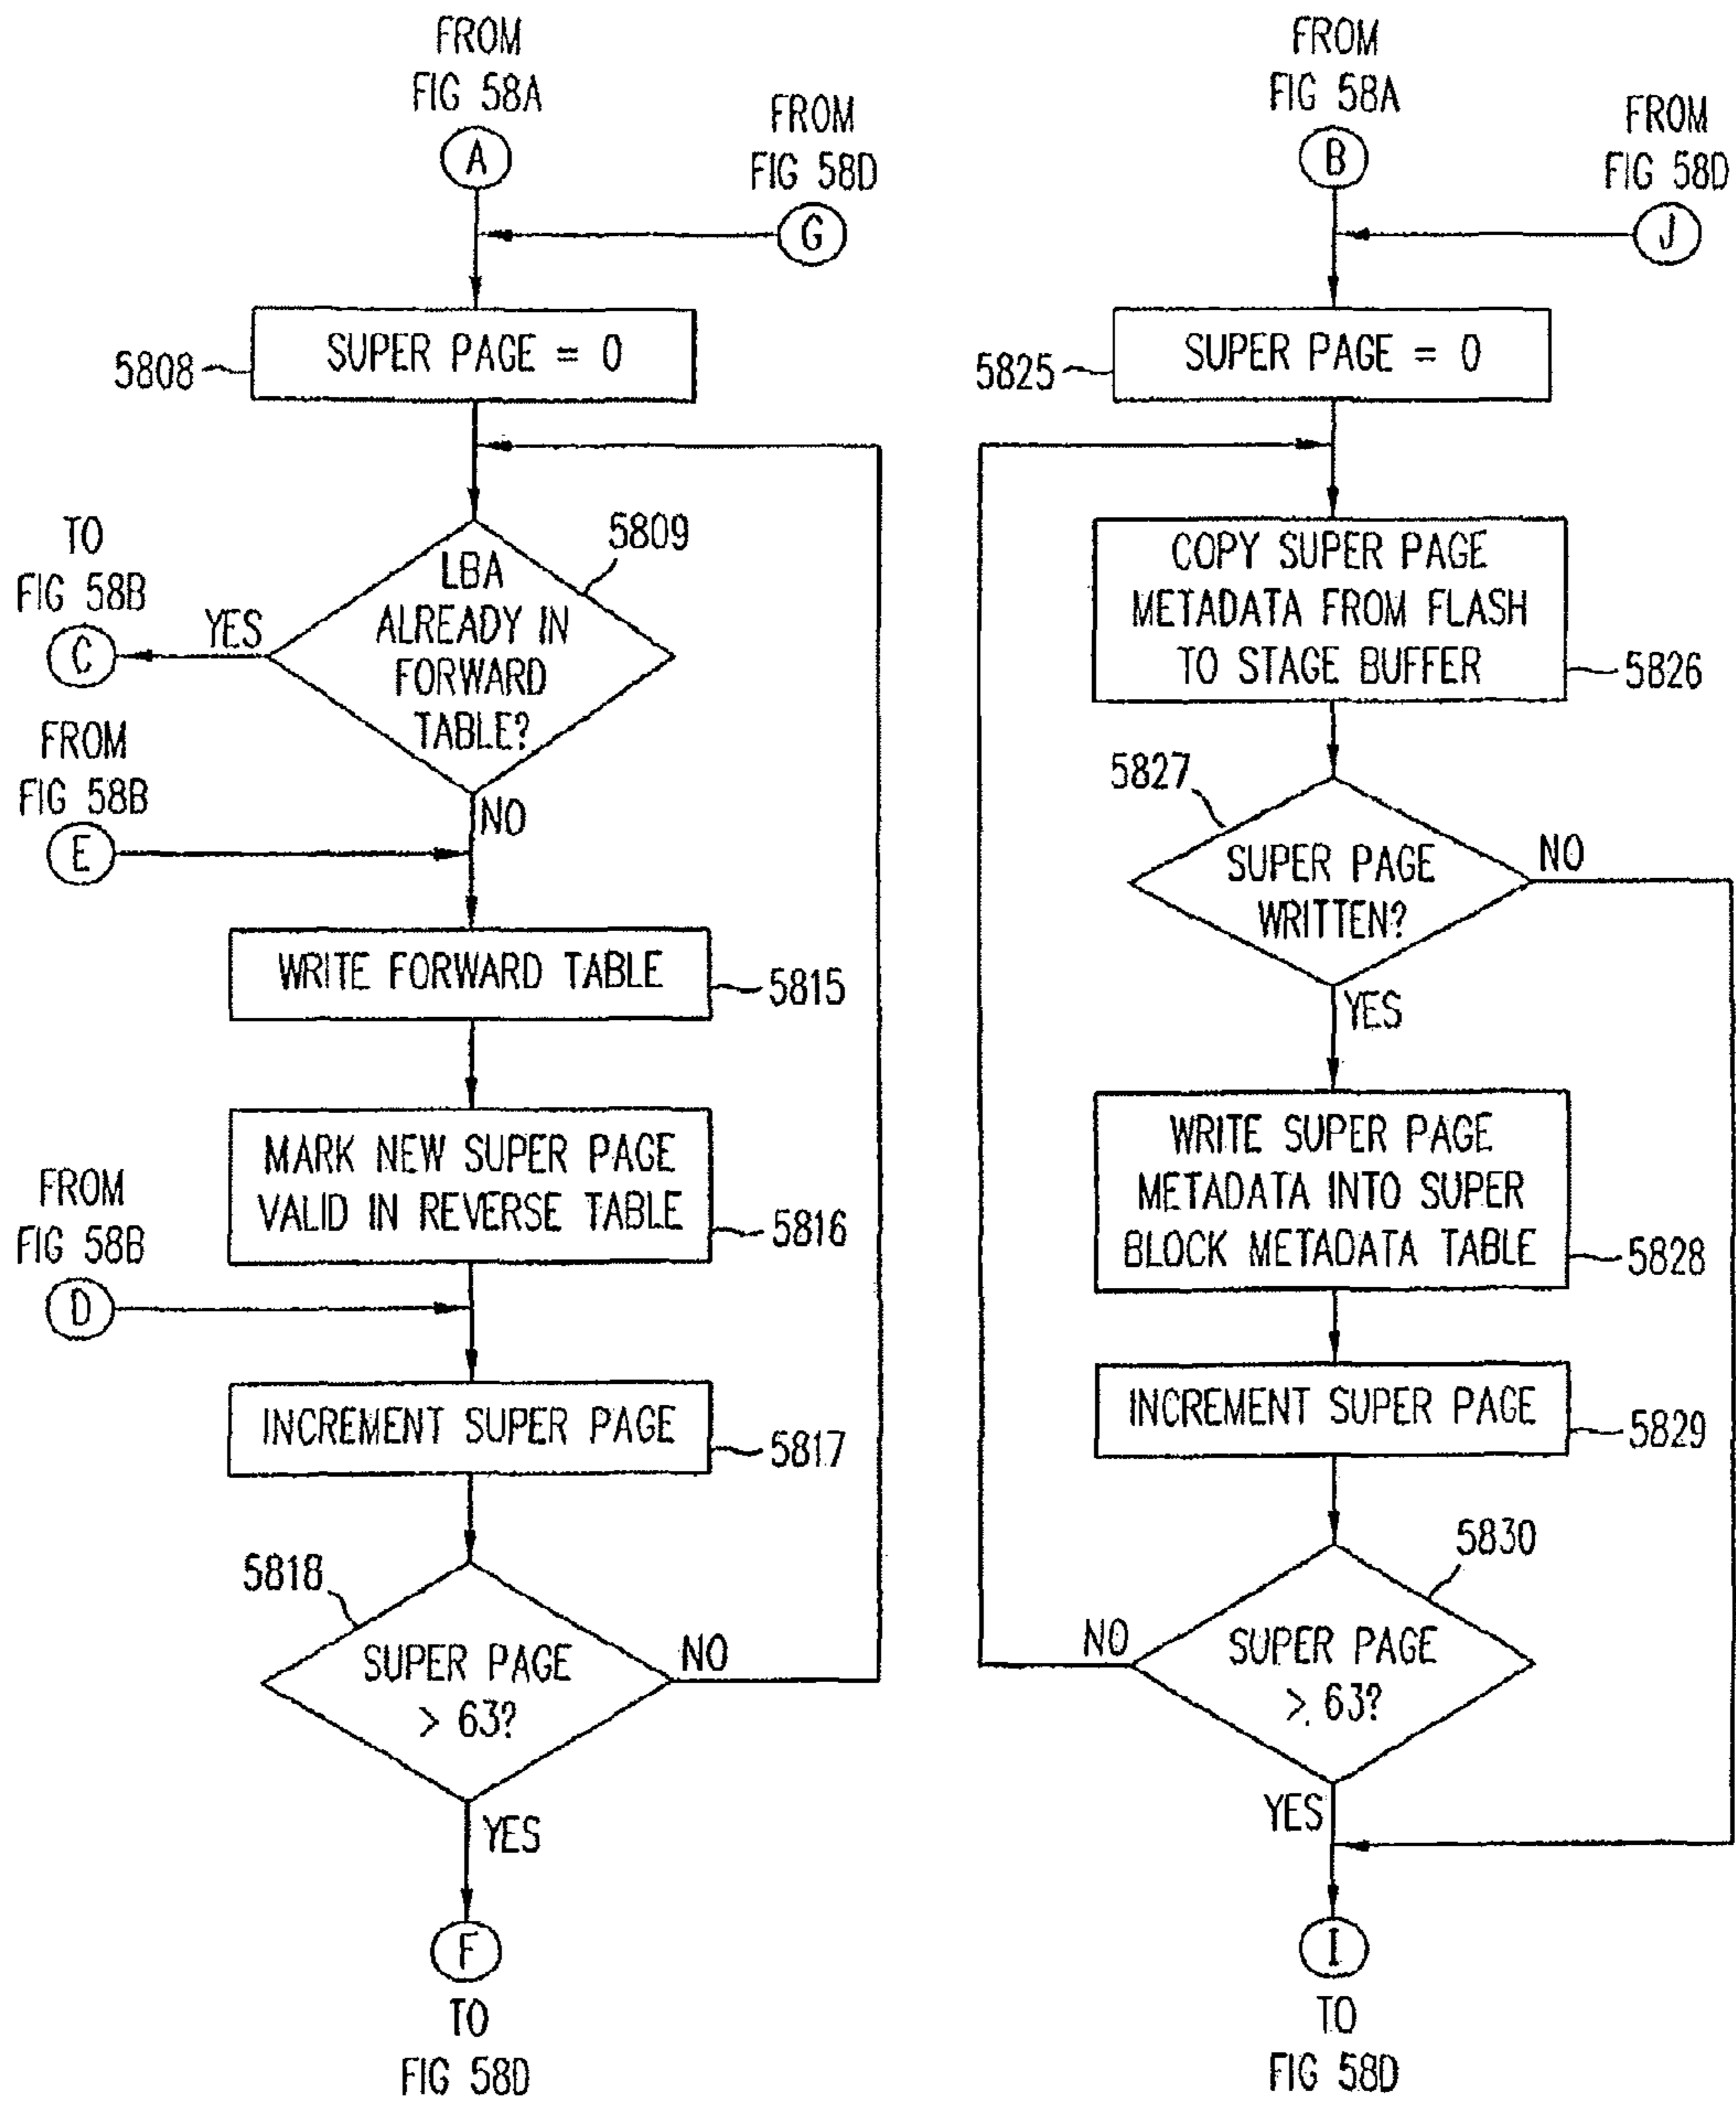 FROM
FIG 58A
A
FROM
FIG 58D
G
SUPER PAGE = 0
5808
LBA
ALREADY IN
FORWARD
TABLE?
5809
YES
TO
FIG 58B
C
NO
FROM
FIG 58B
E
WRITE FORWARD TABLE
5815
MARK NEW SUPER PAGE
VALID IN REVERSE TABLE
5816
FROM
FIG 58B
D
INCREMENT SUPER PAGE
5817
5818
SUPER PAGE
> 63?
NO
YES
F
TO
FIG 58D
FROM
FIG 58A
B
FROM
FIG 58D
J
SUPER PAGE = 0
5825
COPY SUPER PAGE
METADATA FROM FLASH
TO STAGE BUFFER
5826
5827
SUPER PAGE
WRITTEN?
NO
YES
WRITE SUPER PAGE
METADATA INTO SUPER
BLOCK METADATA TABLE
5828
INCREMENT SUPER PAGE
5829
5830
SUPER PAGE
> 63?
NO
YES
I
TO
FIG 58D